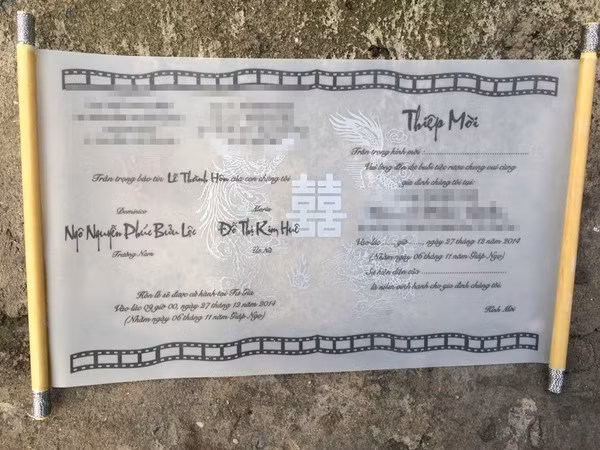 Trân trọng báo tin Lễ Thành Hôn của con chúng tôi
Dominico
Ngô Nguyễn Phúc Bửu Lộc
Trưởng Nam
Maria
Đỗ Thị Kim Huê
Út Nữ
Hôn lễ sẽ được cử hành tại Tư Gia
Vào lúc 09 giờ 00, ngày 27 tháng 12 năm 2014
(Nhằm ngày 06 tháng 11 năm Giáp Ngọ)
囍
Thiệp Mời
Trân trọng kính mời :
Vui lòng đến dự buổi tiệc rượu chung vui cùng
gia đình chúng tôi tại:
Vào lúc ..... giờ ....., ngày 27 tháng 12 năm 2014
(Nhằm ngày 06 tháng 11 năm Giáp Ngọ)
Sự hiện diện của
là niềm vinh hạnh cho gia đình chúng tôi
Kính Mời